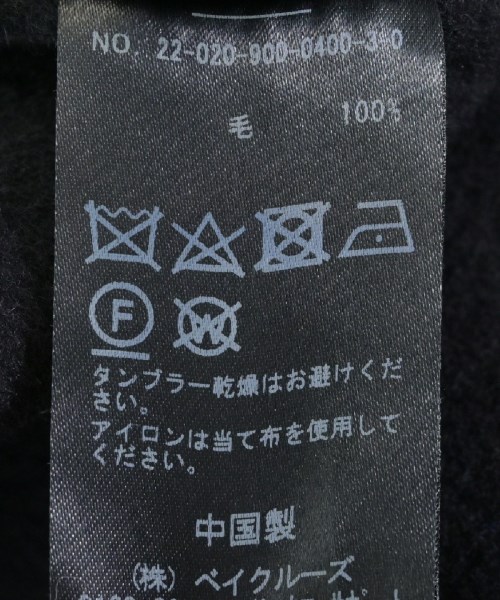 NO. 22-020-900-0400-3-0
毛 100%
F
W
タンブラー乾燥はお避けくだ
さい。
アイロンは当て布を使用して
ください。
中国製
(株) ベイクルーズ